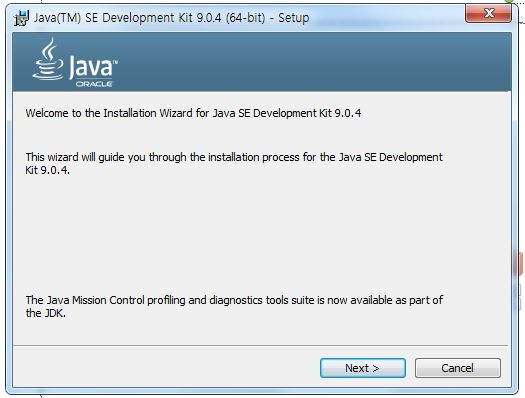 Java(TM) SE Development Kit 9.0.4 (64-bit) - Setup
Java™
ORACLE
Welcome to the Installation Wizard for Java SE Development Kit 9.0.4
This wizard will guide you through the installation process for the Java SE Development
Kit 9.0.4.
The Java Mission Control profiling and diagnostics tools suite is now available as part of
the JDK.
Next >
Cancel